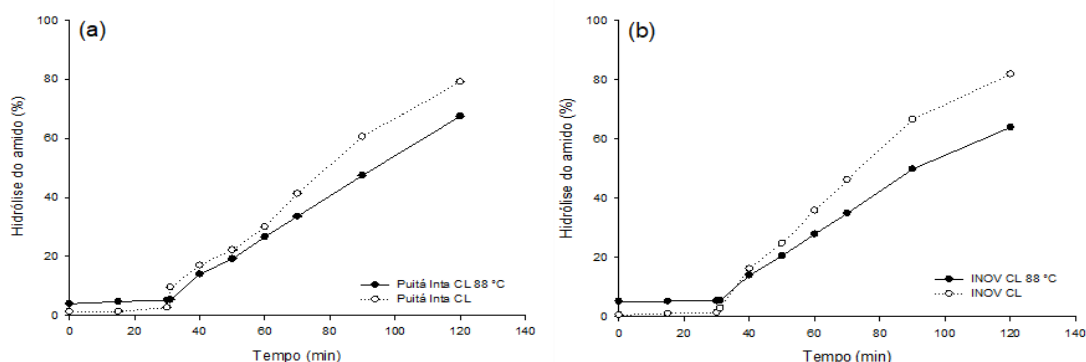 (a)
Hidrólise do amido (%)
100
80
60
40
20
0
Puitá Inta CL 88 °C
Puitá Inta CL
0 20 40 60 80 100 120 140
Tempo (min)
(b)
Hidrólise do amido (%)
100
80
60
40
20
0
INOV CL 88 °C
INOV CL
0 20 40 60 80 100 120 140
Tempo (min)